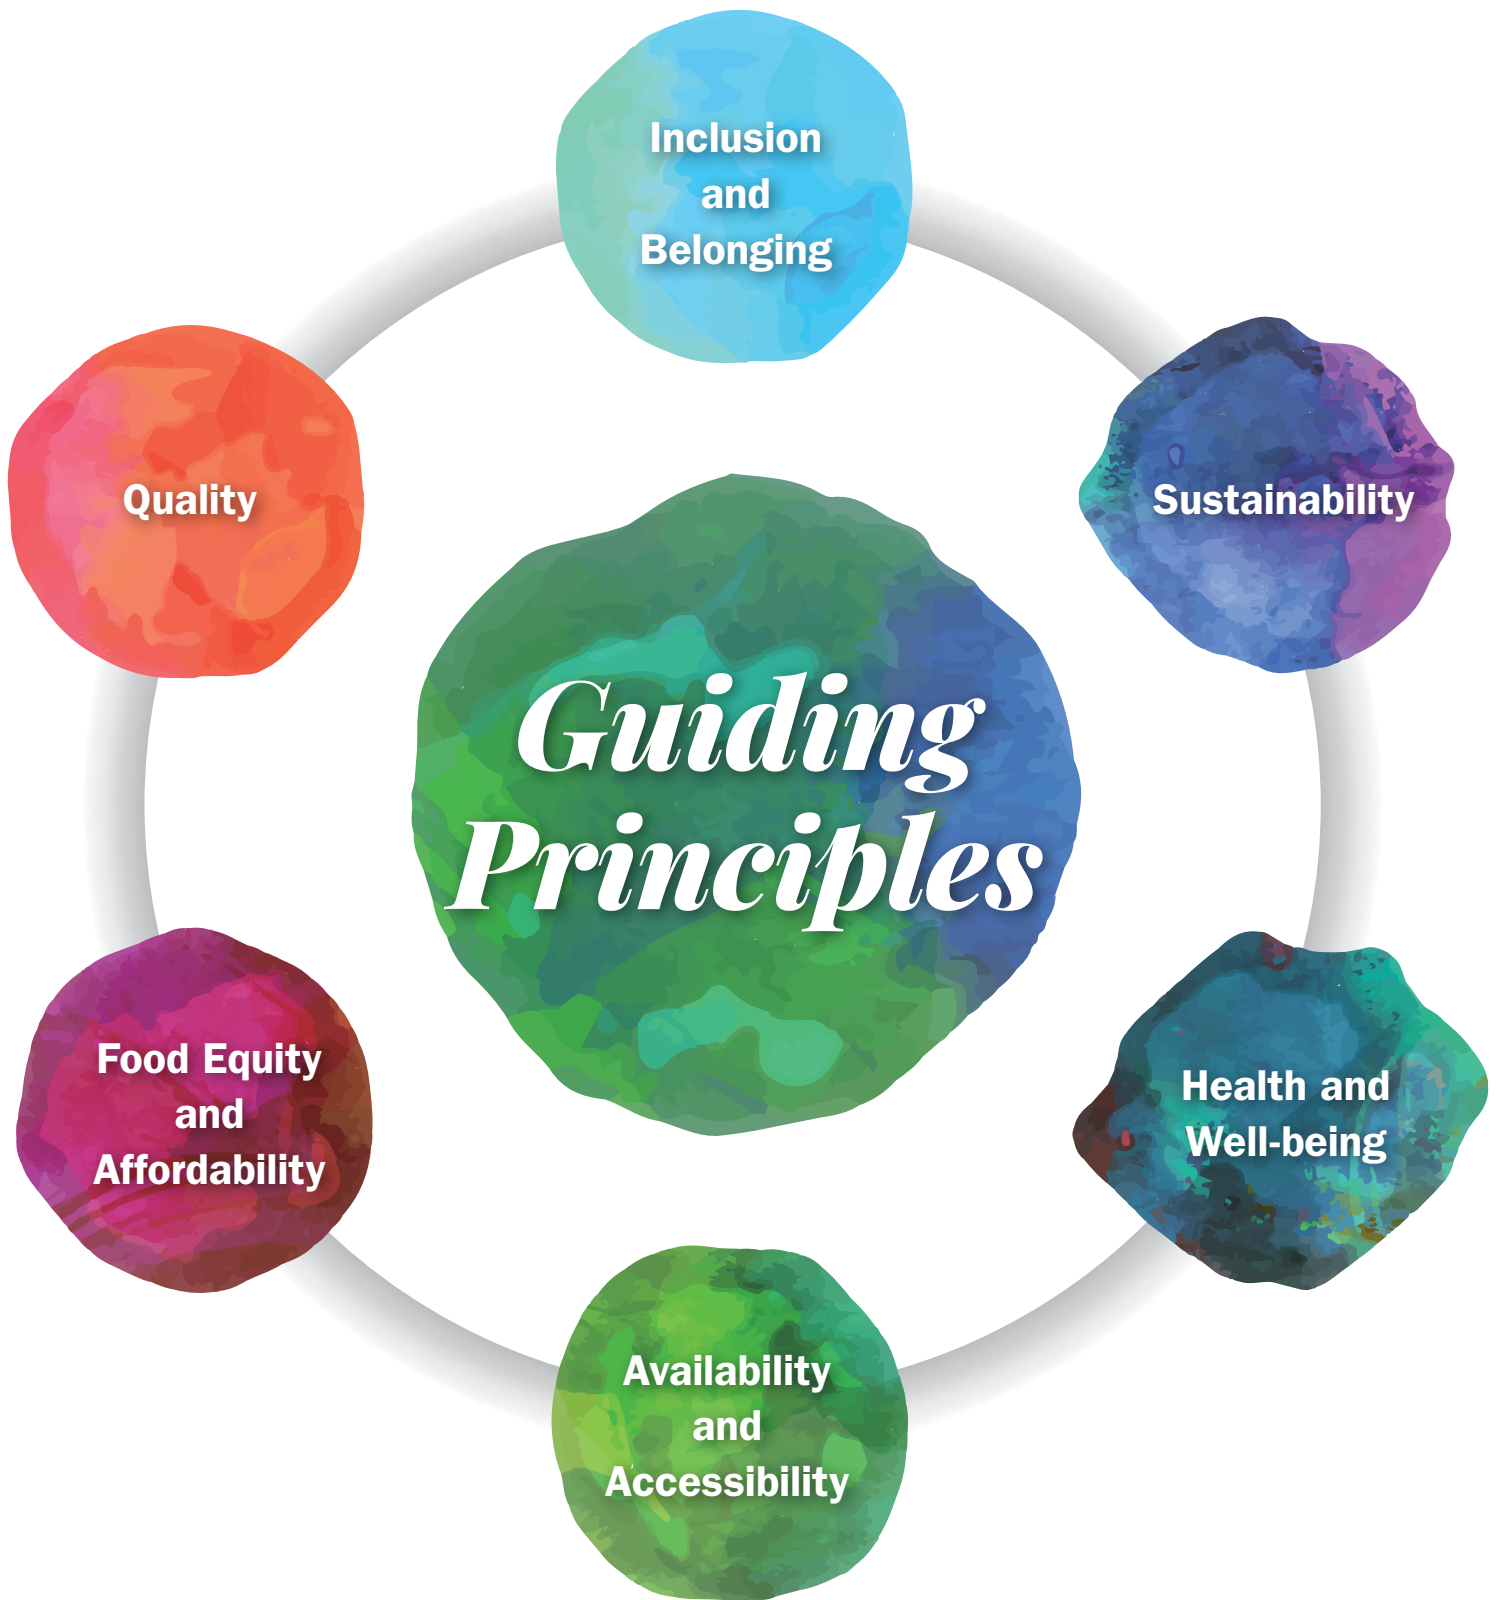 Inclusion
and
Belonging
Quality
Sustainability
Guiding
Principles
Food Equity
and
Affordability
Health and
Well-being
Availability
and
Accessibility